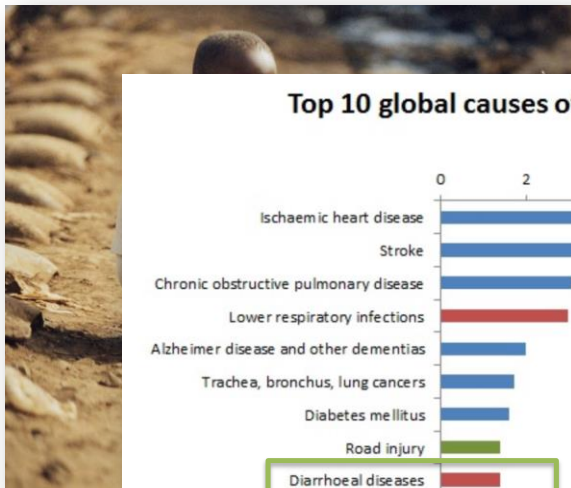 Top 10 global causes o
0 2
Ischaemic heart disease
Stroke
Chronic obstructive pulmonary disease
Lower respiratory infections
Alzheimer disease and other dementias
Trachea, bronchus, lung cancers
Diabetes mellitus
Road injury
Diarrhoeal diseases